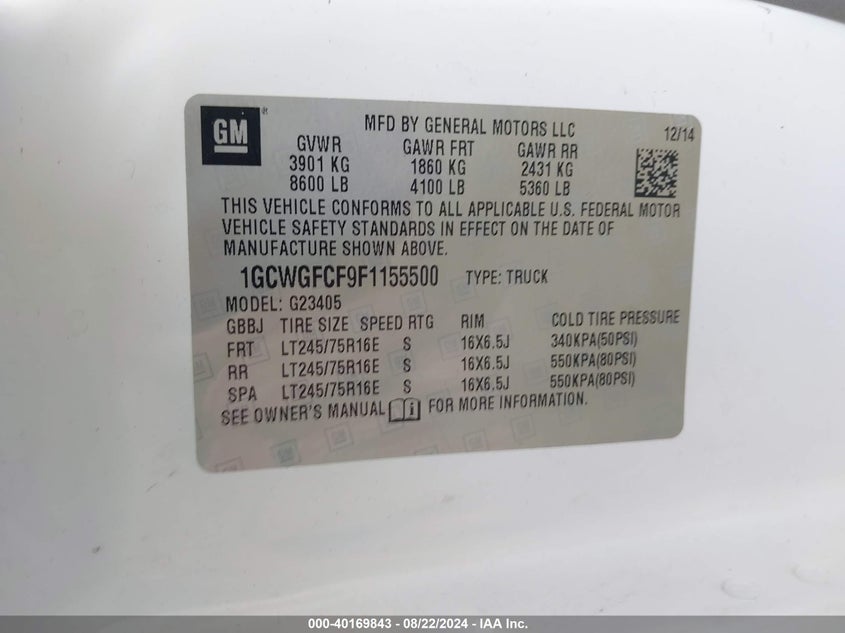 GM
MFD BY GENERAL MOTORS LLC 12/14
GVWR GAWR FRT GAWR RR
3901 KG 1860 KG 2431 KG
8600 LB 4100 LB 5360 LB
THIS VEHICLE CONFORMS TO ALL APPLICABLE U.S. FEDERAL MOTOR
VEHICLE SAFETY STANDARDS IN EFFECT ON THE DATE OF
MANUFACTURE SHOWN ABOVE.
1GCWGFCF9F1155500 TYPE: TRUCK
MODEL: G23405
GBBJ TIRE SIZE SPEED RTG RIM COLD TIRE PRESSURE
FRT LT245/75R16E S 16X6.5J 340KPA(50PSI)
RR LT245/75R16E S 16X6.5J 550KPA(80PSI)
SPA LT245/75R16E S 16X6.5J 550KPA(80PSI)
SEE OWNER'S MANUAL FOR MORE INFORMATION.
000-40169843 - 08/22/2024 - IAA Inc.